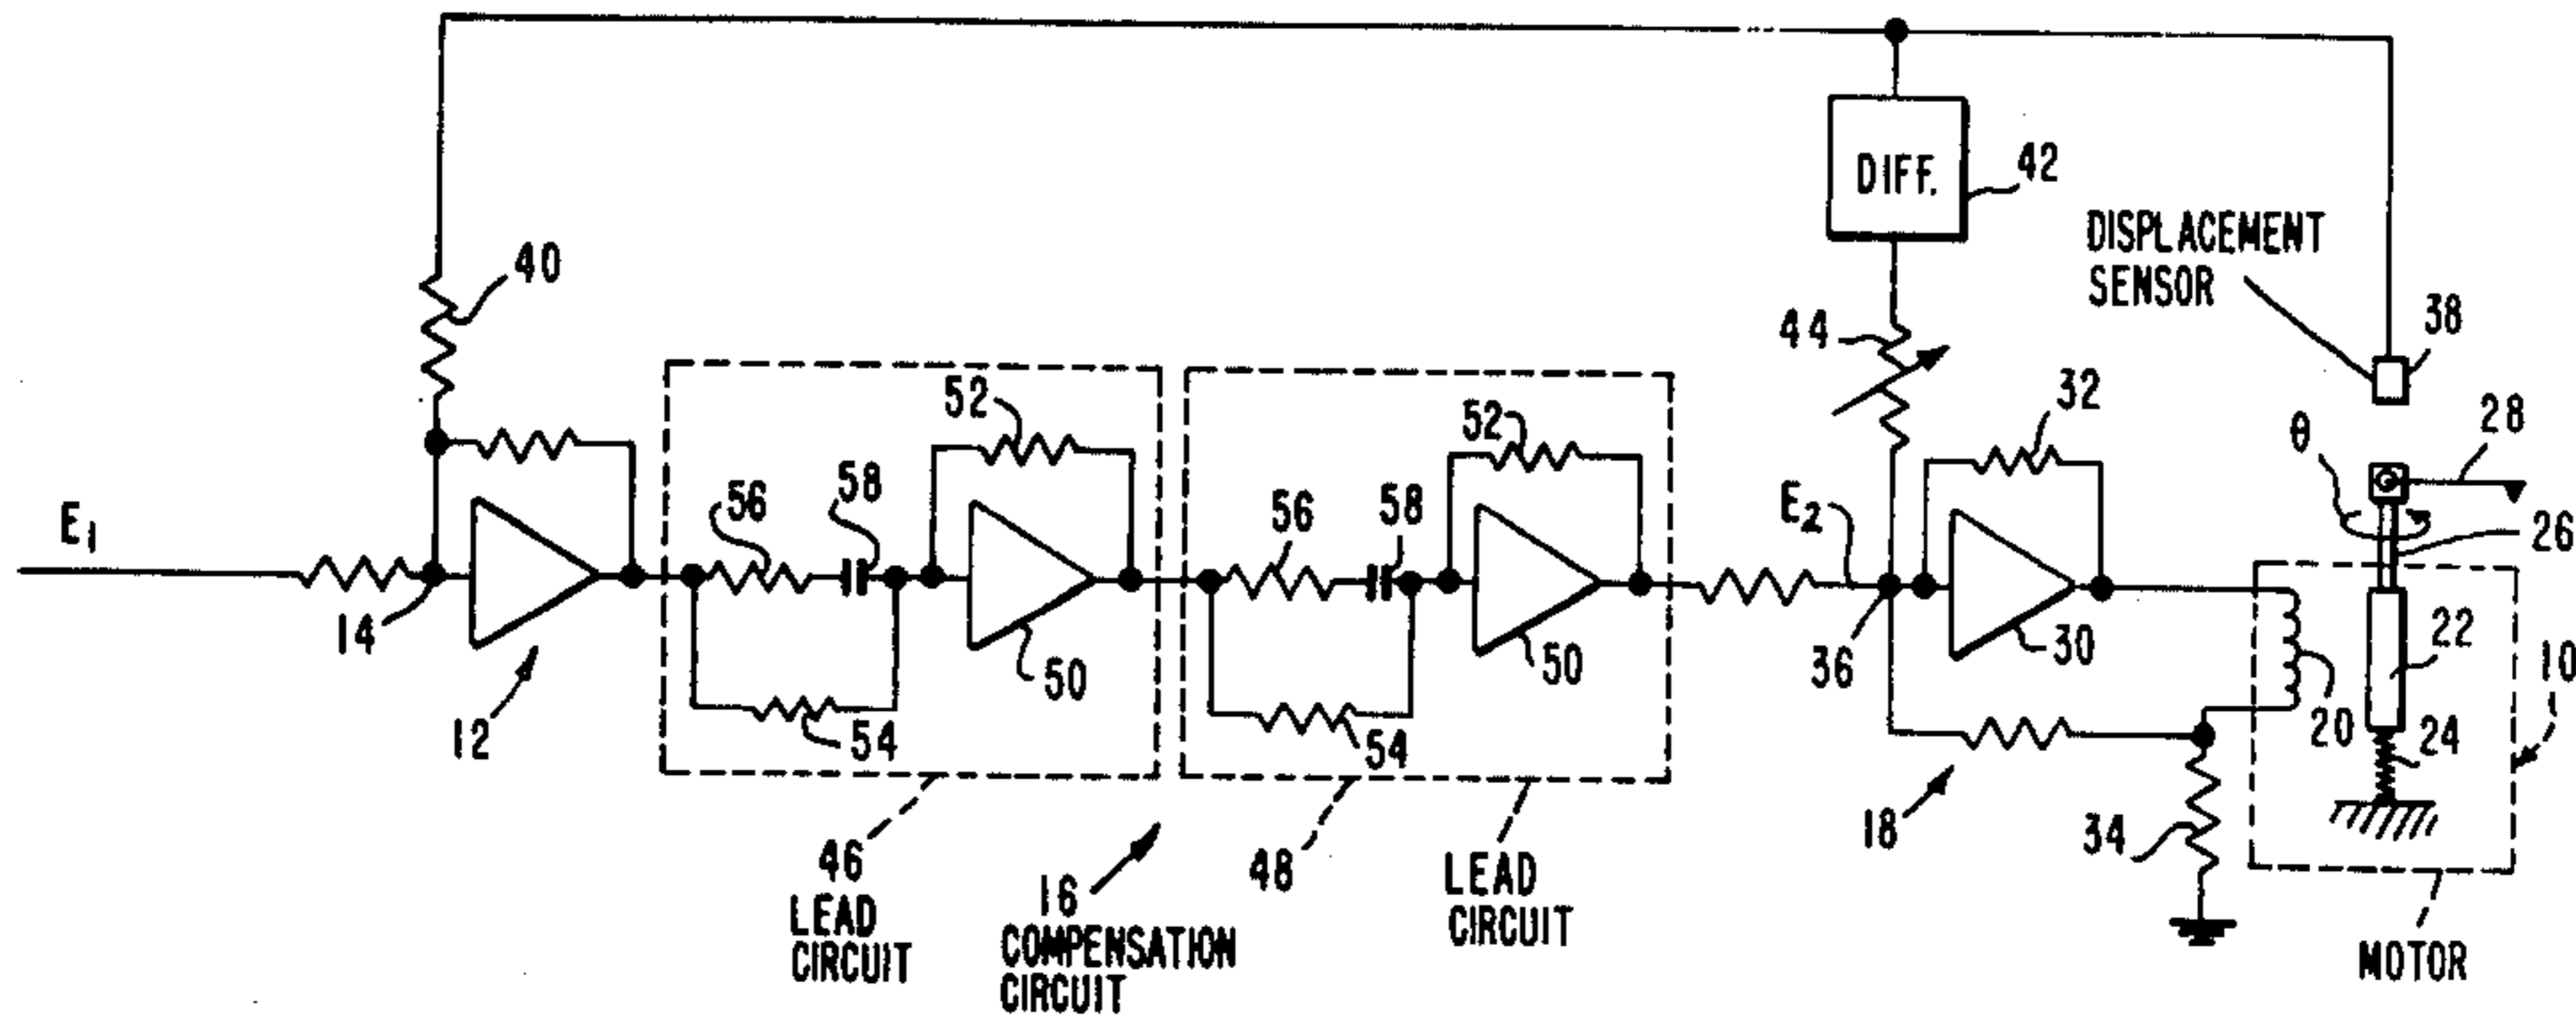 DIFF.
42
DISPLACEMENT
SENSOR
40
44
38
52
32
28
E1
56
58
52
56
58
E2
θ
26
14
12
50
54
50
54
36
30
20
22
24
10
18
34
46
LEAD
CIRCUIT
16
COMPENSATION
CIRCUIT
48
LEAD
CIRCUIT
MOTOR